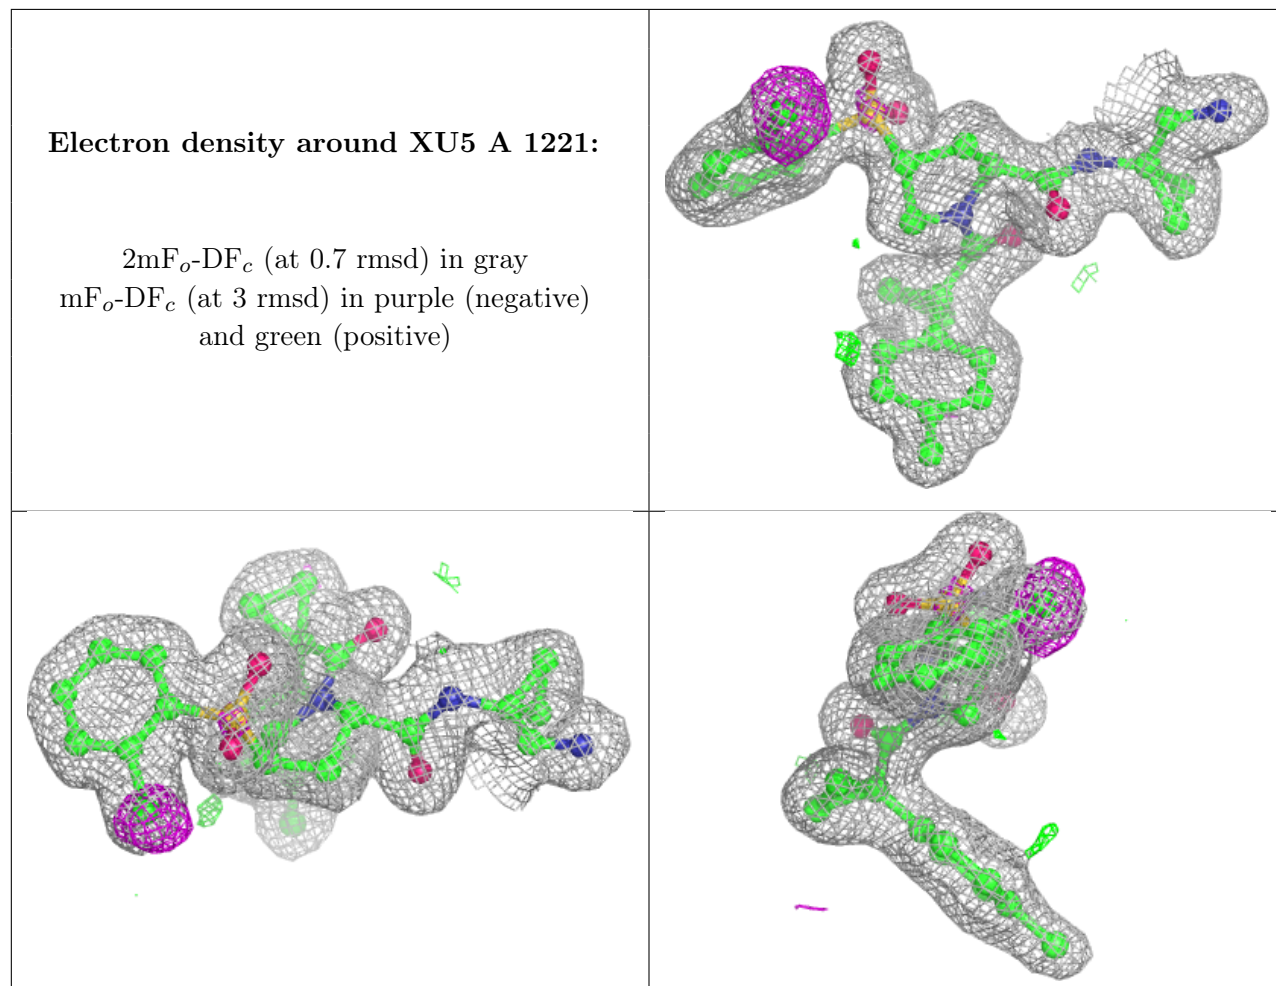 Electron density around XU5 A 1221:
2mFo-DFc (at 0.7 rmsd) in gray
mFo-DFc (at 3 rmsd) in purple (negative)
and green (positive)